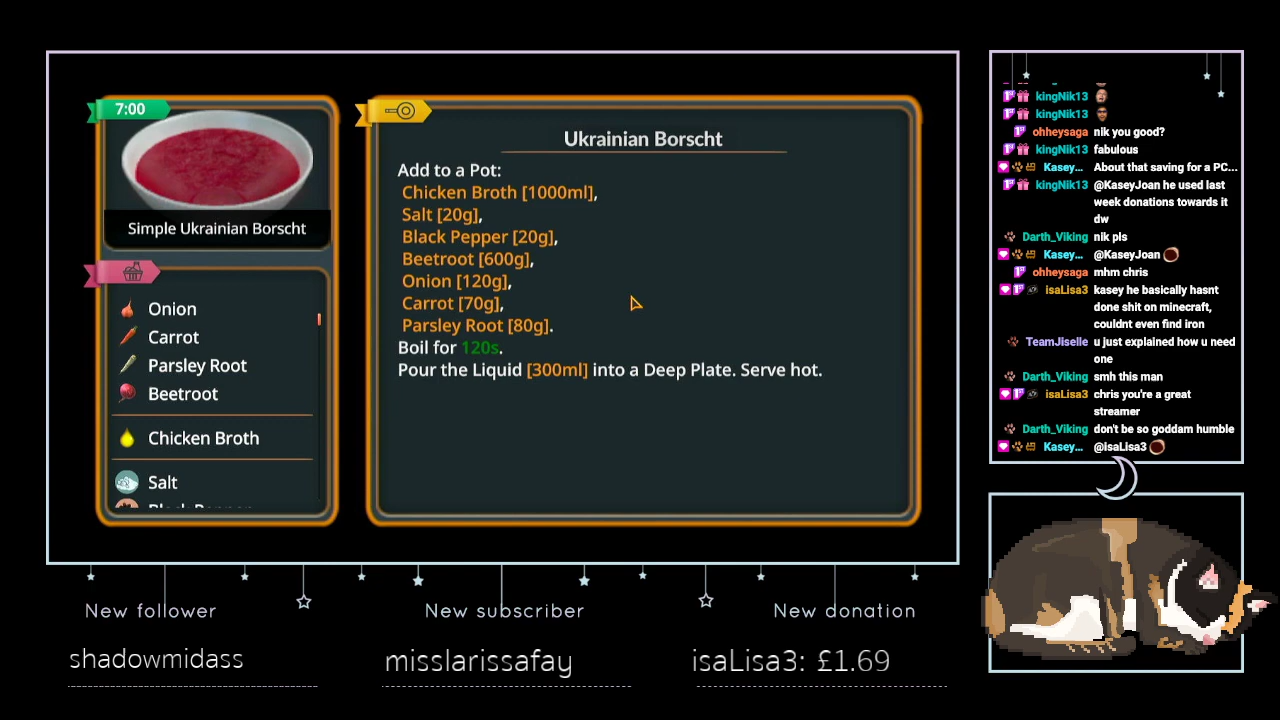 7:00
Simple Ukrainian Borscht
Onion
Carrot
Parsley Root
Beetroot
Chicken Broth
Salt
Black Pepper
Ukrainian Borscht
Add to a Pot:
Chicken Broth [1000ml],
Salt [20g],
Black Pepper [20g],
Beetroot [600g],
Onion [120g],
Carrot [70g],
Parsley Root [80g].
Boil for 120s.
Pour the Liquid [300ml] into a Deep Plate. Serve hot.
kingNik13
kingNik13
ohheysaga nik you good?
kingNik13 fabulous
Kasey... About that saving for a PC...
kingNik13 @KaseyJoan he used last
week donations towards it
dw
Darth_Viking nik pls
Kasey... @KaseyJoan
ohheysaga mhm chris
isaLisa3 kasey he basically hasnt
done shit on minecraft,
couldnt even find iron
TeamJiselle u just explained how u need
one
Darth_Viking smh this man
isaLisa3 chris you're a great
streamer
Darth_Viking don't be so goddam humble
Kasey... @isaLisa3
New follower
shadowmidass
New subscriber
misslarissafay
New donation
isaLisa3: £1.69